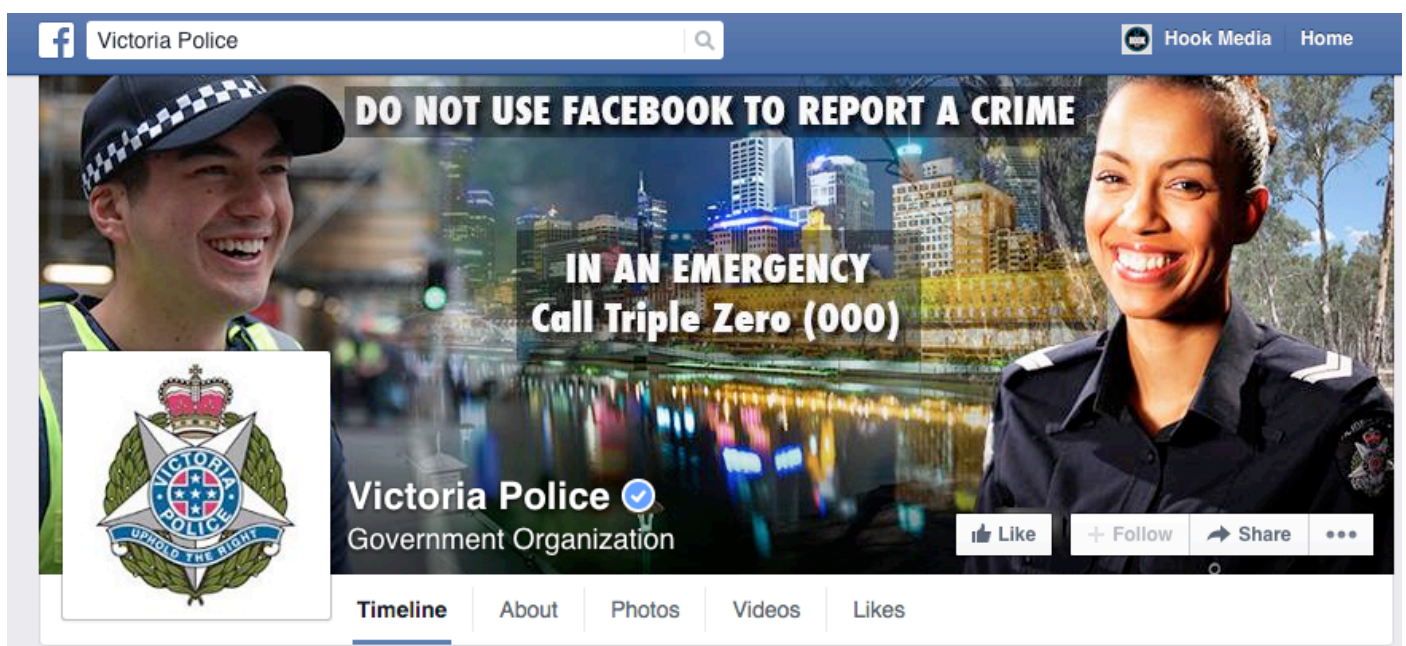 Victoria Police
Hook Media
Home
DO NOT USE FACEBOOK TO REPORT A CRIME
IN AN EMERGENCY
Call Triple Zero (000)
VICTORIA
POLICE
UPHOLD THE RIGHT
Victoria Police
Government Organization
Like
+ Follow
Share
Timeline
About
Photos
Videos
Likes